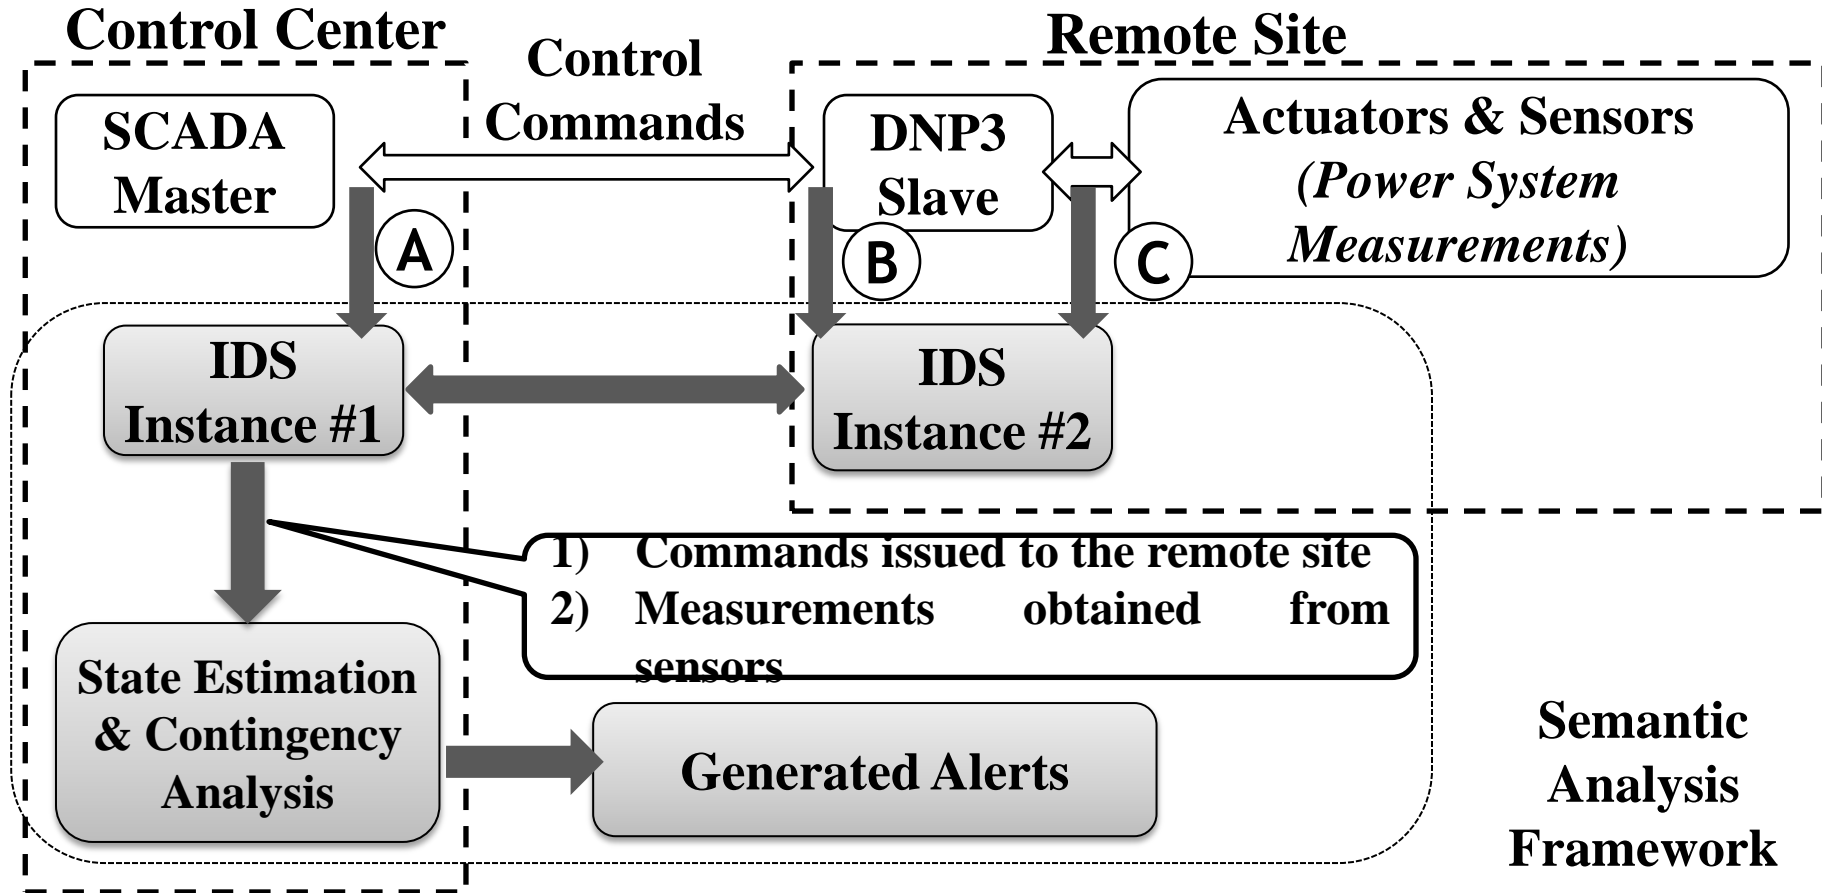 Control Center
Remote Site
Control
Commands
SCADA
Master
DNP3
Slave
Actuators & Sensors
(Power System
Measurements)
A
B
C
IDS
Instance #1
IDS
Instance #2
1) Commands issued to the remote site
2) Measurements obtained from
sensors
State Estimation
& Contingency
Analysis
Generated Alerts
Semantic
Analysis
Framework